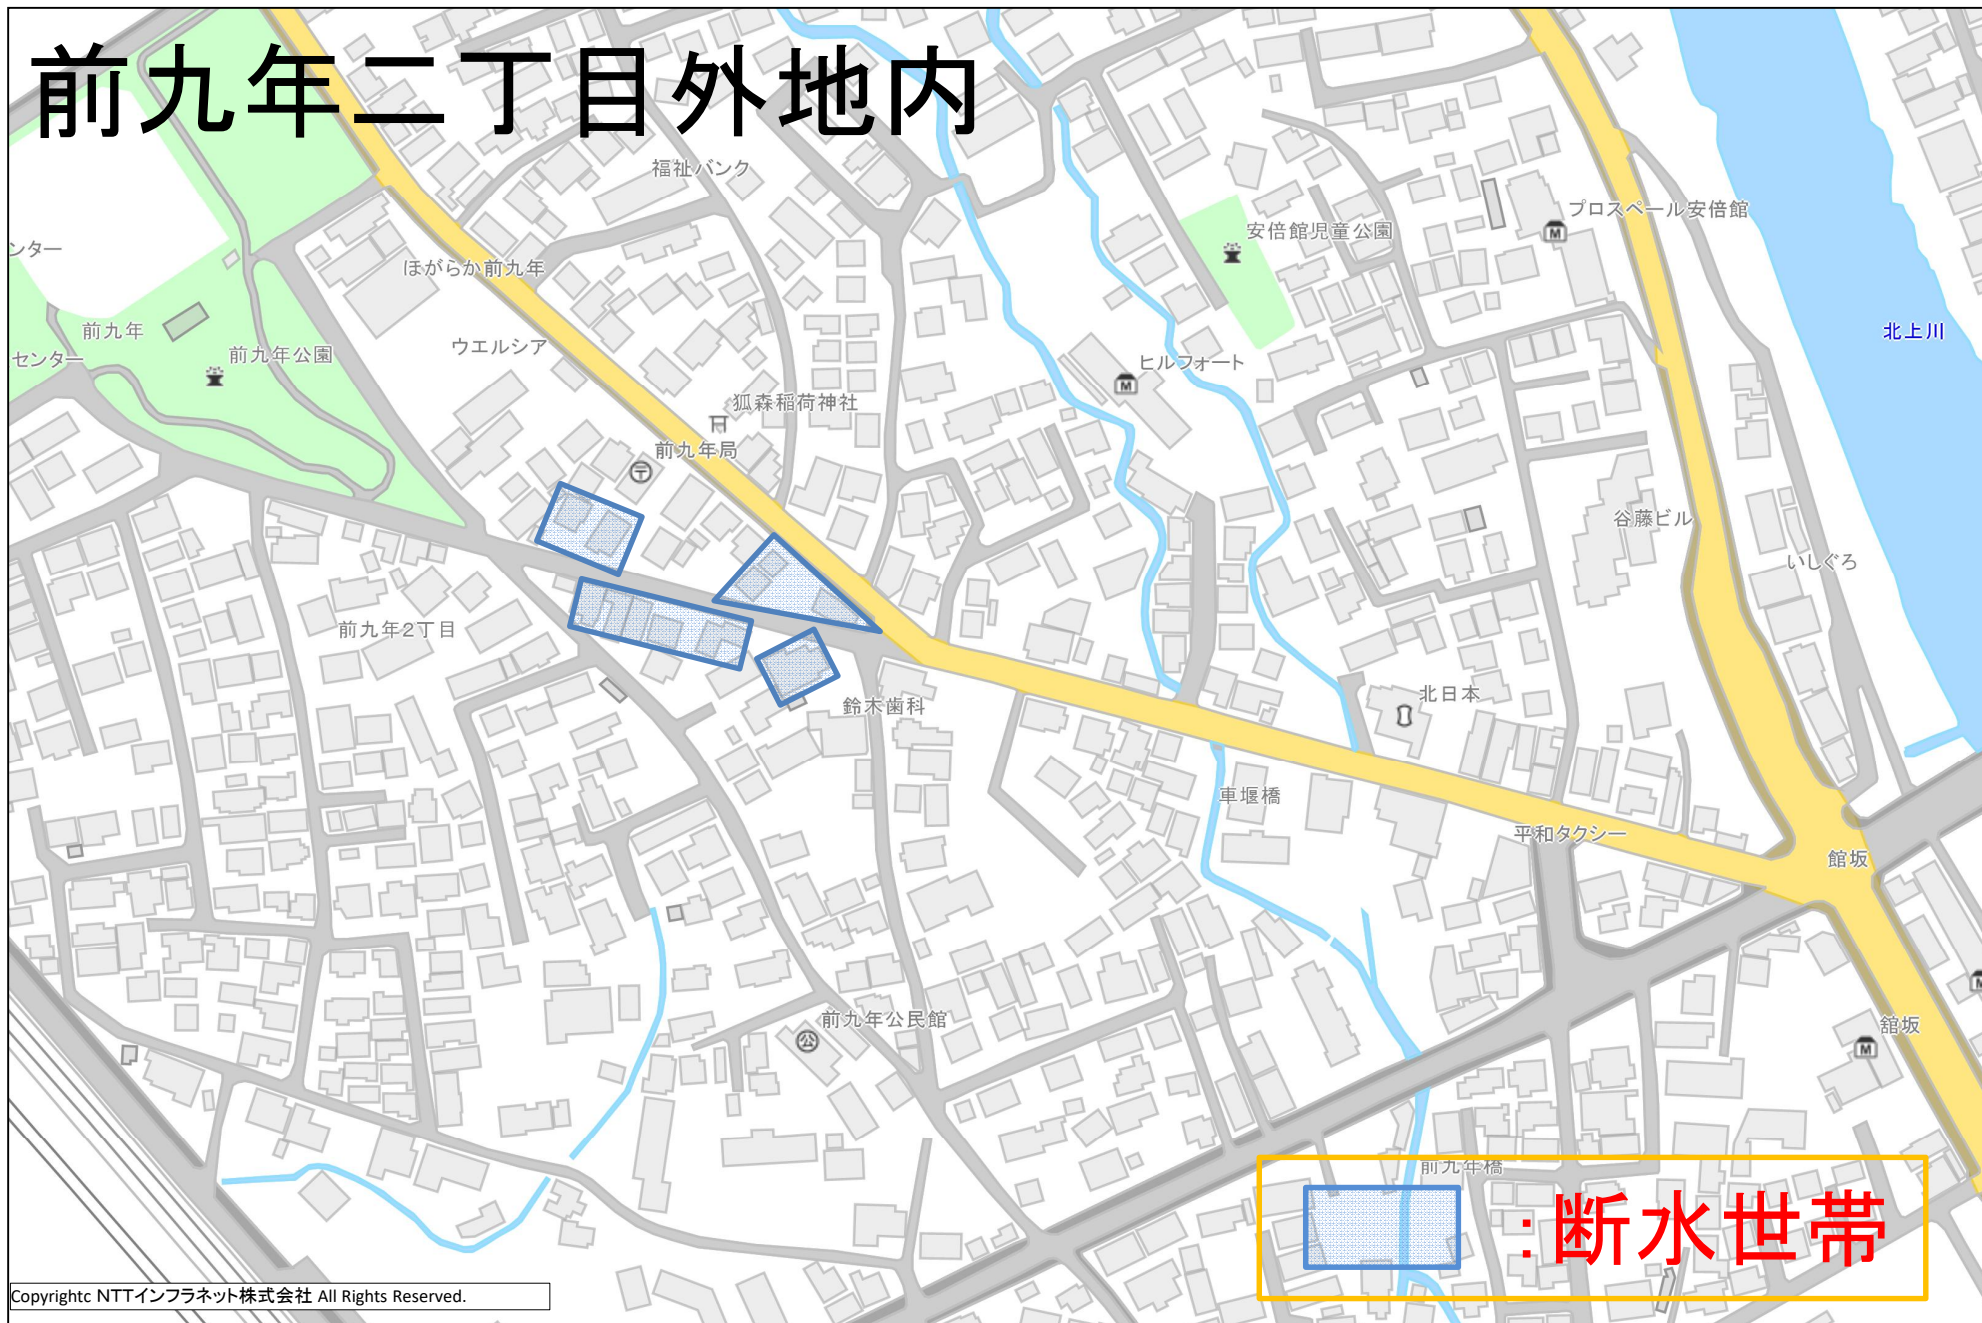 前九年二丁目外地内
福祉バンク
プロスペール安倍館
安倍館児童公園
ンター
ほがらか前九年
前九年
北上川
センター
前九年公園
ウエルシア
ヒルフォート
狐森稲荷神社
前九年局
谷藤ビル
いしぐろ
前九年2丁目
鈴木歯科
北日本
車堰橋
平和タクシー
館坂
前九年公民館
舘坂
前九年橋
:断水世帯
Copyrightc NTTインフラネット株式会社 All Rights Reserved.